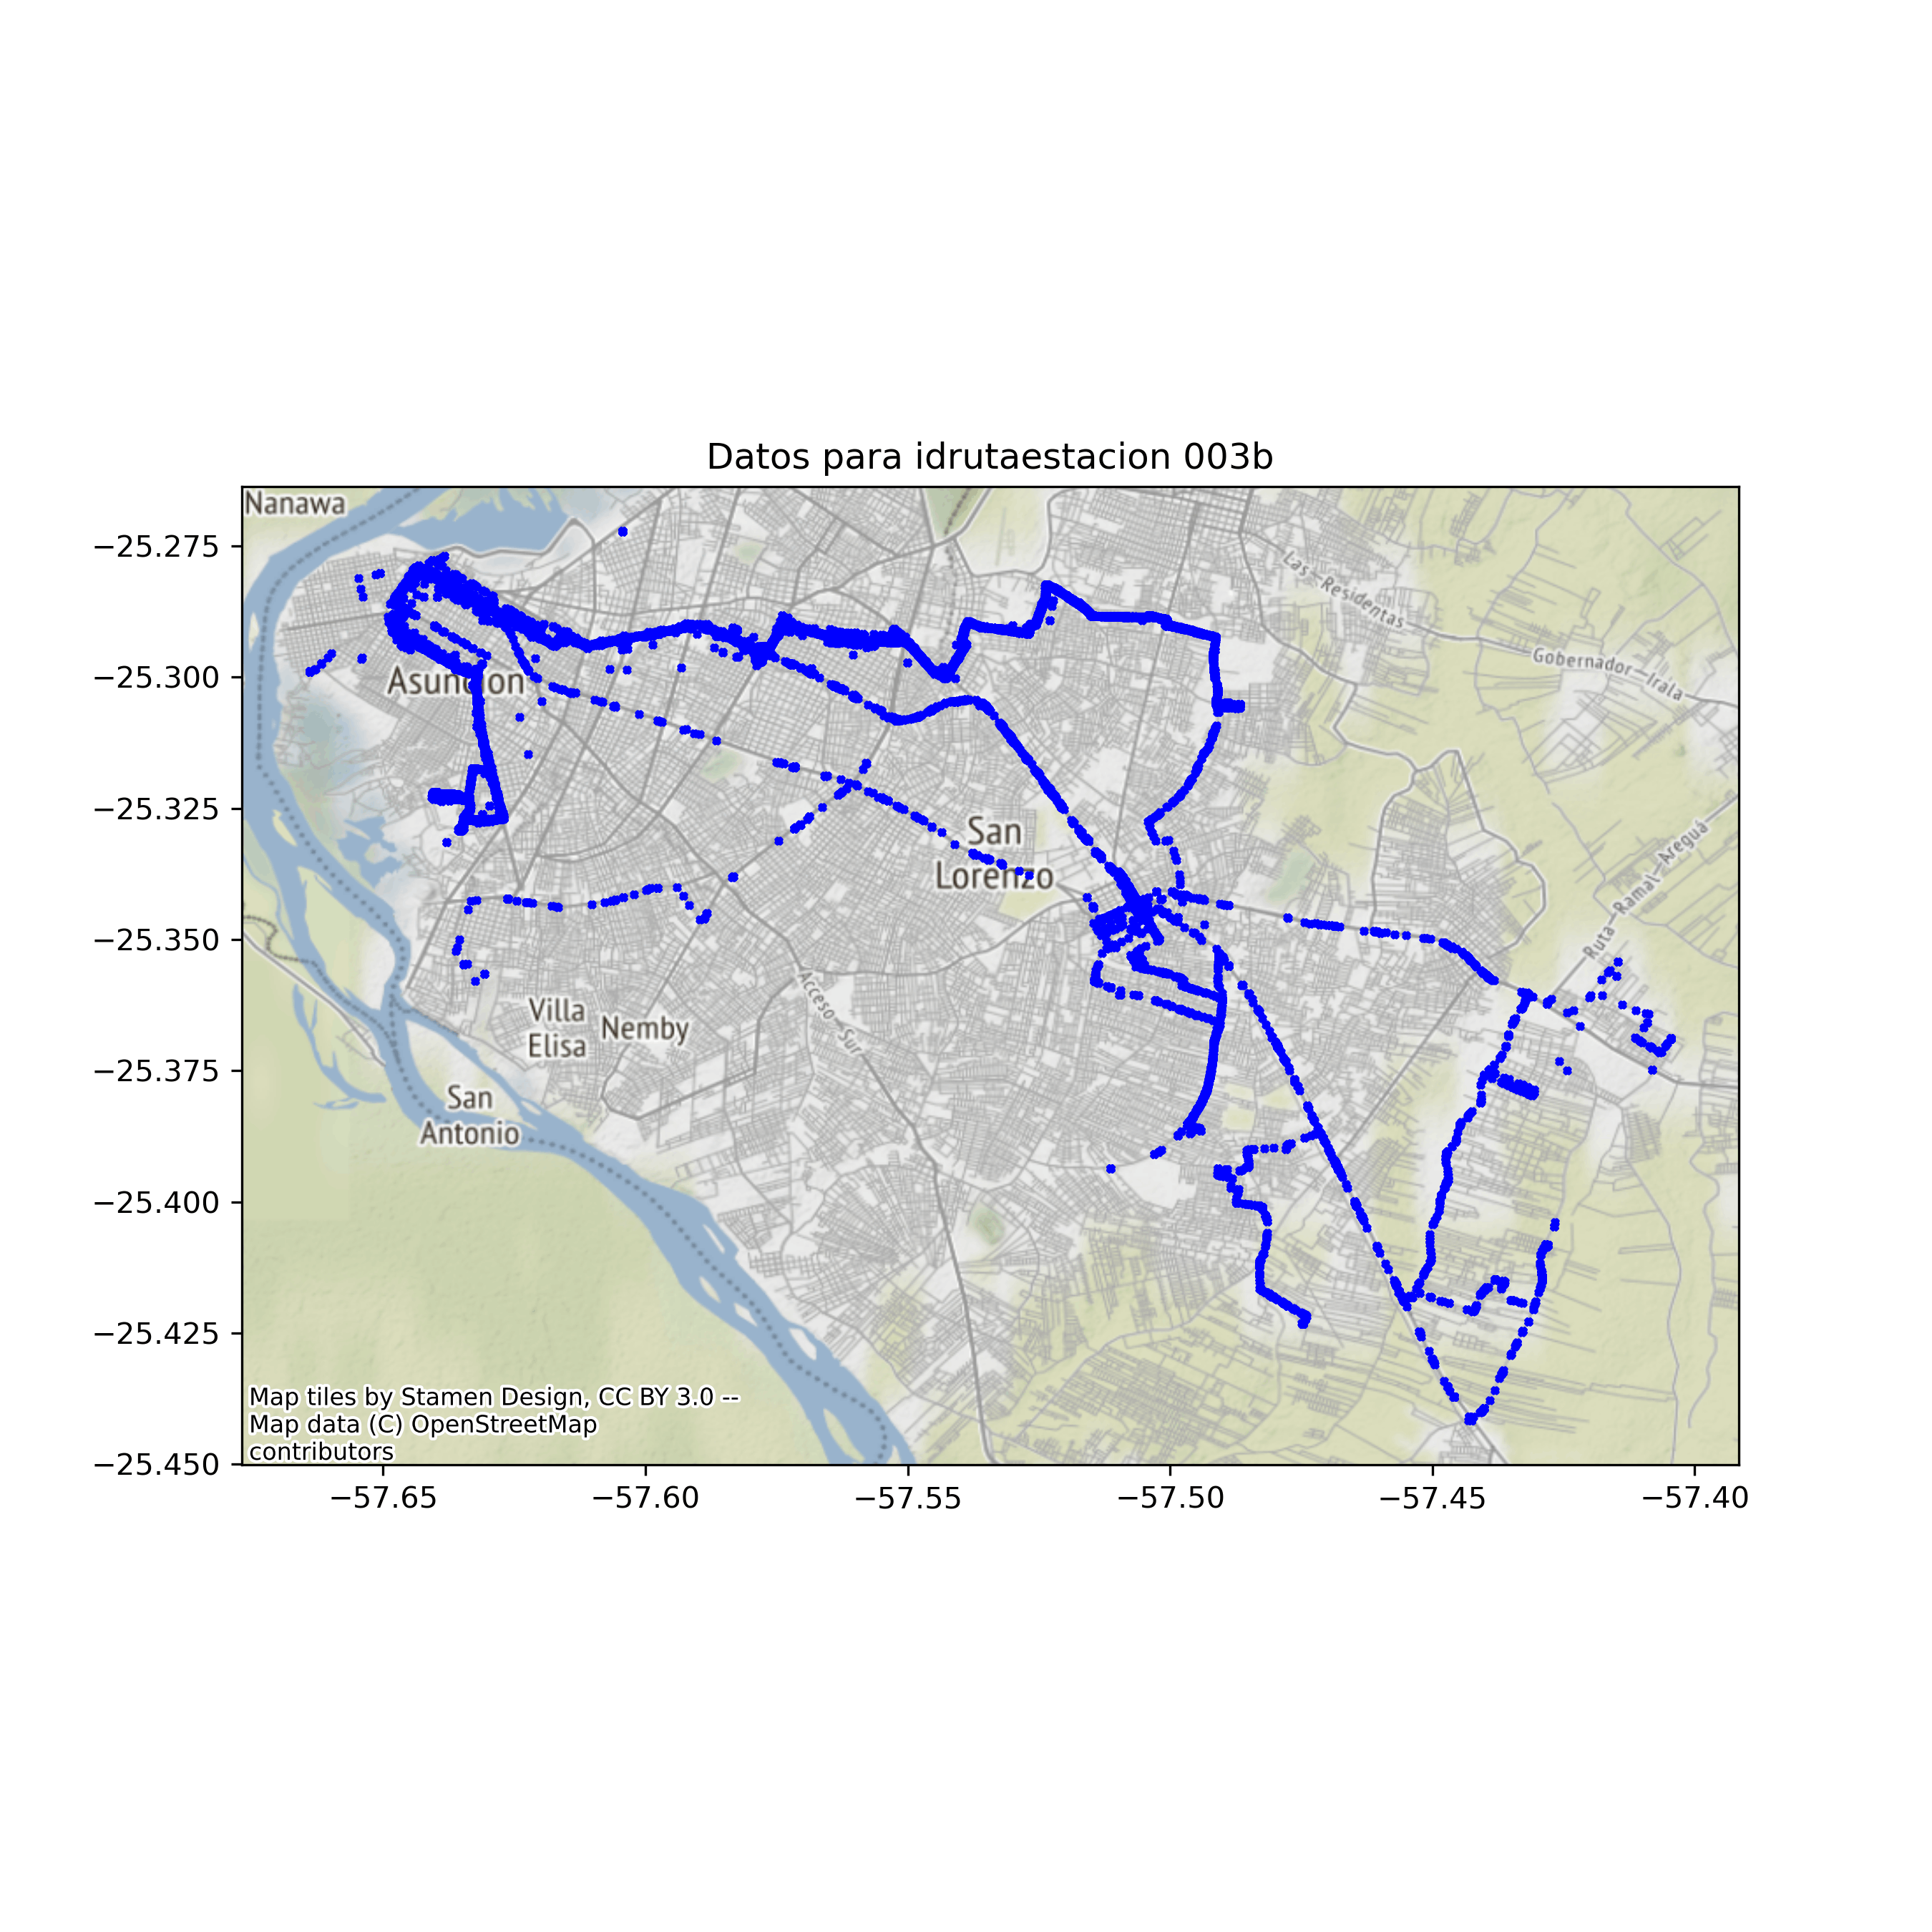 Datos para idrutaestacion 003b
Nanawa
−25.275
Las Residentas
Gobernador Irala
−25.300
Asuncion
−25.325
San
Lorenzo
Ruta Ramal Areguá
−25.350
Acceso Sur
Villa
Elisa
Nemby
−25.375
San
Antonio
−25.400
−25.425
Map tiles by Stamen Design, CC BY 3.0 --
Map data (C) OpenStreetMap
contributors
−25.450
−57.65
−57.60
−57.55
−57.50
−57.45
−57.40